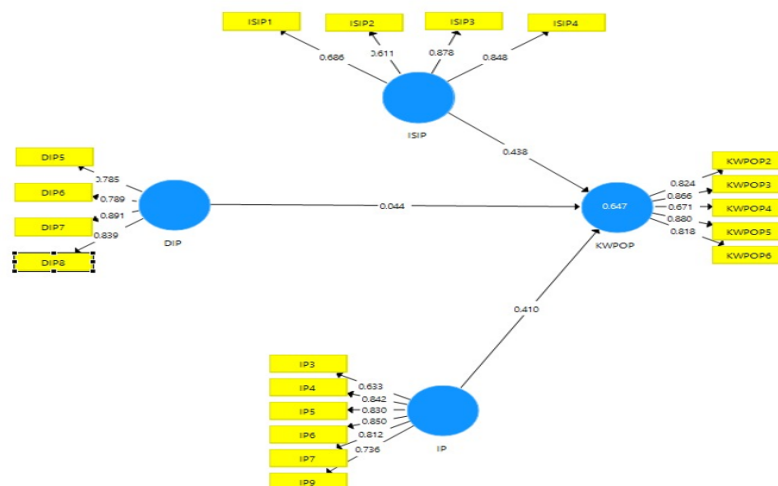 ISIP1
ISIP2
ISIP3
ISIP4
0.686
0.611
0.878
0.848
ISIP
0.438
DIP5
DIP6
DIP7
DIP8
0.785
0.789
0.891
0.839
DIP
0.044
0.647
KWPOP
0.824
0.866
0.671
0.880
0.818
KWPOP2
KWPOP3
KWPOP4
KWPOP5
KWPOP6
0.410
IP3
IP4
IP5
IP6
IP7
IP9
0.633
0.842
0.830
0.850
0.812
0.736
IP